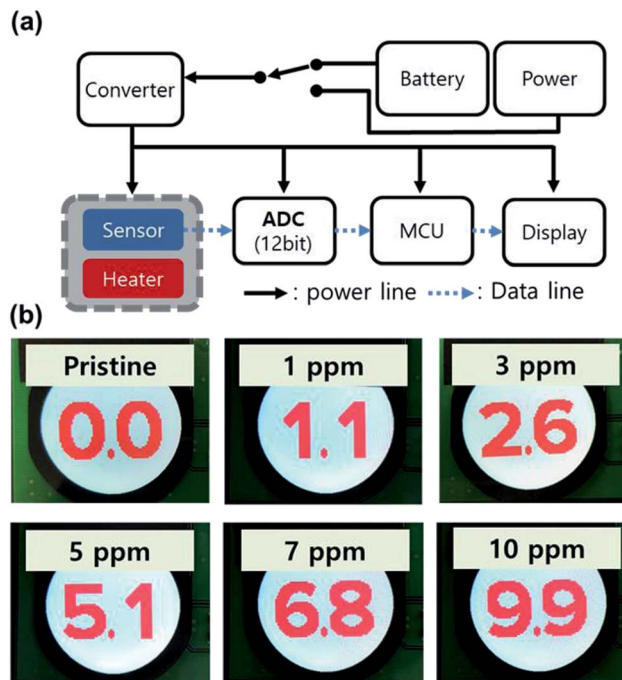 (a)
Converter
Battery
Power
Sensor
Heater
ADC
(12bit)
MCU
Display
: power line
: Data line
(b)
Pristine
1 ppm
3 ppm
0.0
1.1
2.6
5 ppm
7 ppm
10 ppm
5.1
6.8
9.9